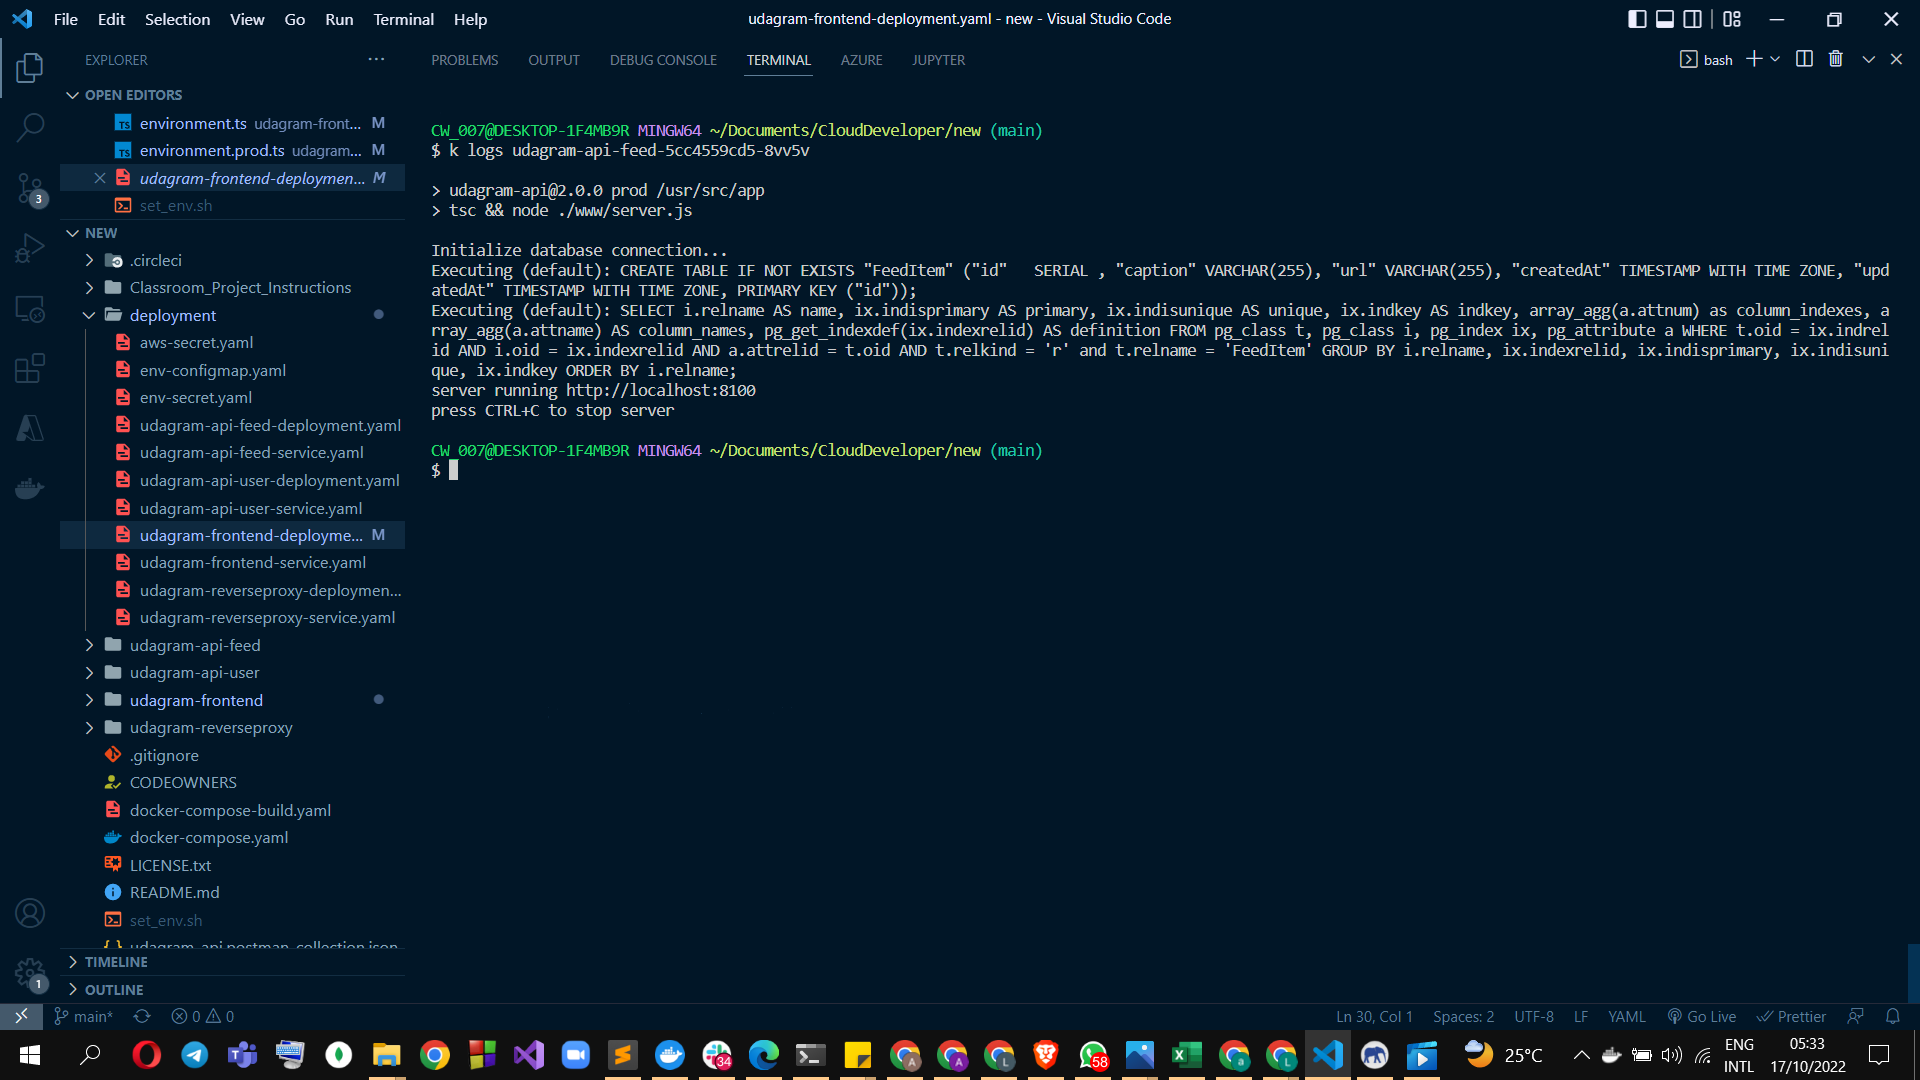 File Edit Selection View Go Run Terminal Help
udagram-frontend-deployment.yaml - new - Visual Studio Code
EXPLORER
PROBLEMS OUTPUT DEBUG CONSOLE TERMINAL AZURE JUPYTER
bash
OPEN EDITORS
environment.ts udagram-front... M
environment.prod.ts udagram... M
udagram-frontend-deploymen... M
set_env.sh
NEW
.circleci
Classroom_Project_Instructions
deployment
aws-secret.yaml
env-configmap.yaml
env-secret.yaml
udagram-api-feed-deployment.yaml
udagram-api-feed-service.yaml
udagram-api-user-deployment.yaml
udagram-api-user-service.yaml
udagram-frontend-deployme... M
udagram-frontend-service.yaml
udagram-reverseproxy-deploymen...
udagram-reverseproxy-service.yaml
udagram-api-feed
udagram-api-user
udagram-frontend
udagram-reverseproxy
.gitignore
CODEOWNERS
docker-compose-build.yaml
docker-compose.yaml
LICENSE.txt
README.md
set_env.sh
udagram-api.postman_collection.json
TIMELINE
OUTLINE
3
1
CW_007@DESKTOP-1F4MB9R MINGW64 ~/Documents/CloudDeveloper/new (main)
$ k logs udagram-api-feed-5cc4559cd5-8vv5v
> udagram-api@2.0.0 prod /usr/src/app
> tsc && node ./www/server.js
Initialize database connection...
Executing (default): CREATE TABLE IF NOT EXISTS "FeedItem" ("id"   SERIAL , "caption" VARCHAR(255), "url" VARCHAR(255), "createdAt" TIMESTAMP WITH TIME ZONE, "upd
atedAt" TIMESTAMP WITH TIME ZONE, PRIMARY KEY ("id"));
Executing (default): SELECT i.relname AS name, ix.indisprimary AS primary, ix.indisunique AS unique, ix.indkey AS indkey, array_agg(a.attnum) as column_indexes, a
rray_agg(a.attname) AS column_names, pg_get_indexdef(ix.indexrelid) AS definition FROM pg_class t, pg_class i, pg_index ix, pg_attribute a WHERE t.oid = ix.indrel
id AND i.oid = ix.indexrelid AND a.attrelid = t.oid AND t.relkind = 'r' and t.relname = 'FeedItem' GROUP BY i.relname, ix.indexrelid, ix.indisprimary, ix.indisuni
que, ix.indkey ORDER BY i.relname;
server running http://localhost:8100
press CTRL+C to stop server
CW_007@DESKTOP-1F4MB9R MINGW64 ~/Documents/CloudDeveloper/new (main)
$
main* 0 0
Ln 30, Col 1 Spaces: 2 UTF-8 LF YAML Go Live Prettier
34 58
25°C
ENG
INTL
05:33
17/10/2022